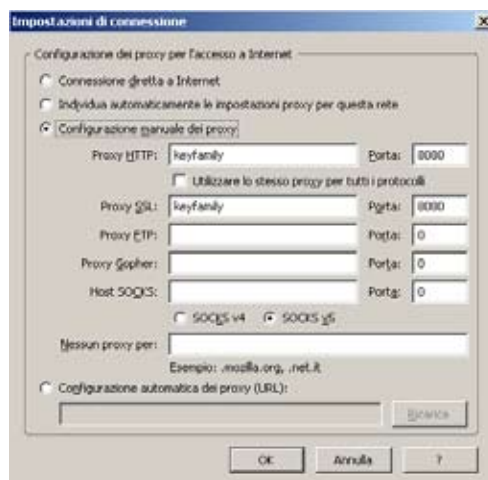 Impostazioni di connessione
Configurazione dei proxy per l'accesso a Internet
Connessione diretta a Internet
Individua automaticamente le impostazioni proxy per questa rete
Configurazione manuale dei proxy
Proxy HTTP: keyfamily Porta: 8080
Utilizzare lo stesso proxy per tutti i protocolli
Proxy SSL: keyfamily Porta: 8080
Proxy FTP: Porta: 0
Proxy Gopher: Porta: 0
Host SOCKS: Porta: 0
SOCKS v4 SOCKS v5
Nessun proxy per:
Esempio: .mozilla.org, .net.it
Configurazione automatica dei proxy (URL):
Ricarica
OK Annulla ?